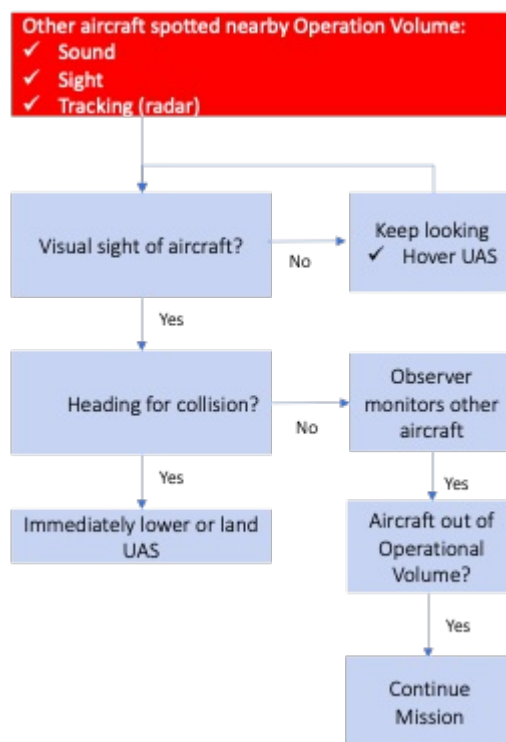 Other aircraft spotted nearby Operation Volume:
✓ Sound
✓ Sight
✓ Tracking (radar)
Visual sight of aircraft?
No
Keep looking
✓ Hover UAS
Yes
Heading for collision?
No
Observer
monitors other
aircraft
Yes
Immediately lower or land
UAS
Yes
Aircraft out of
Operational
Volume?
Yes
Continue
Mission